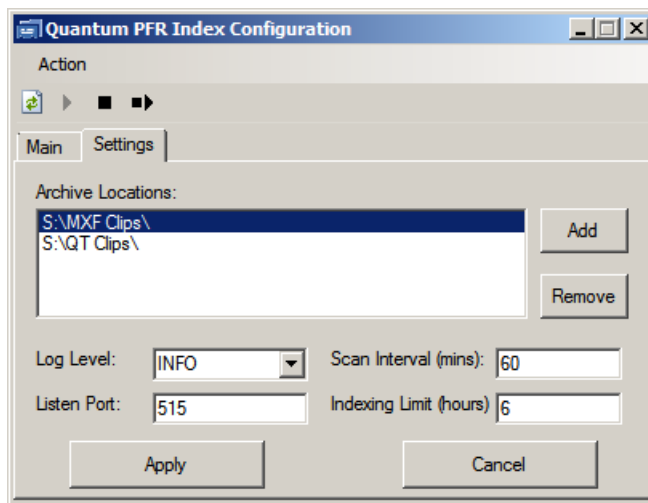 Quantum PFR Index Configuration
Action
Main
Settings
Archive Locations:
S:\MXF Clips\
S:\QT Clips\
Add
Remove
Log Level:
INFO
Scan Interval (mins):
60
Listen Port:
515
Indexing Limit (hours)
6
Apply
Cancel